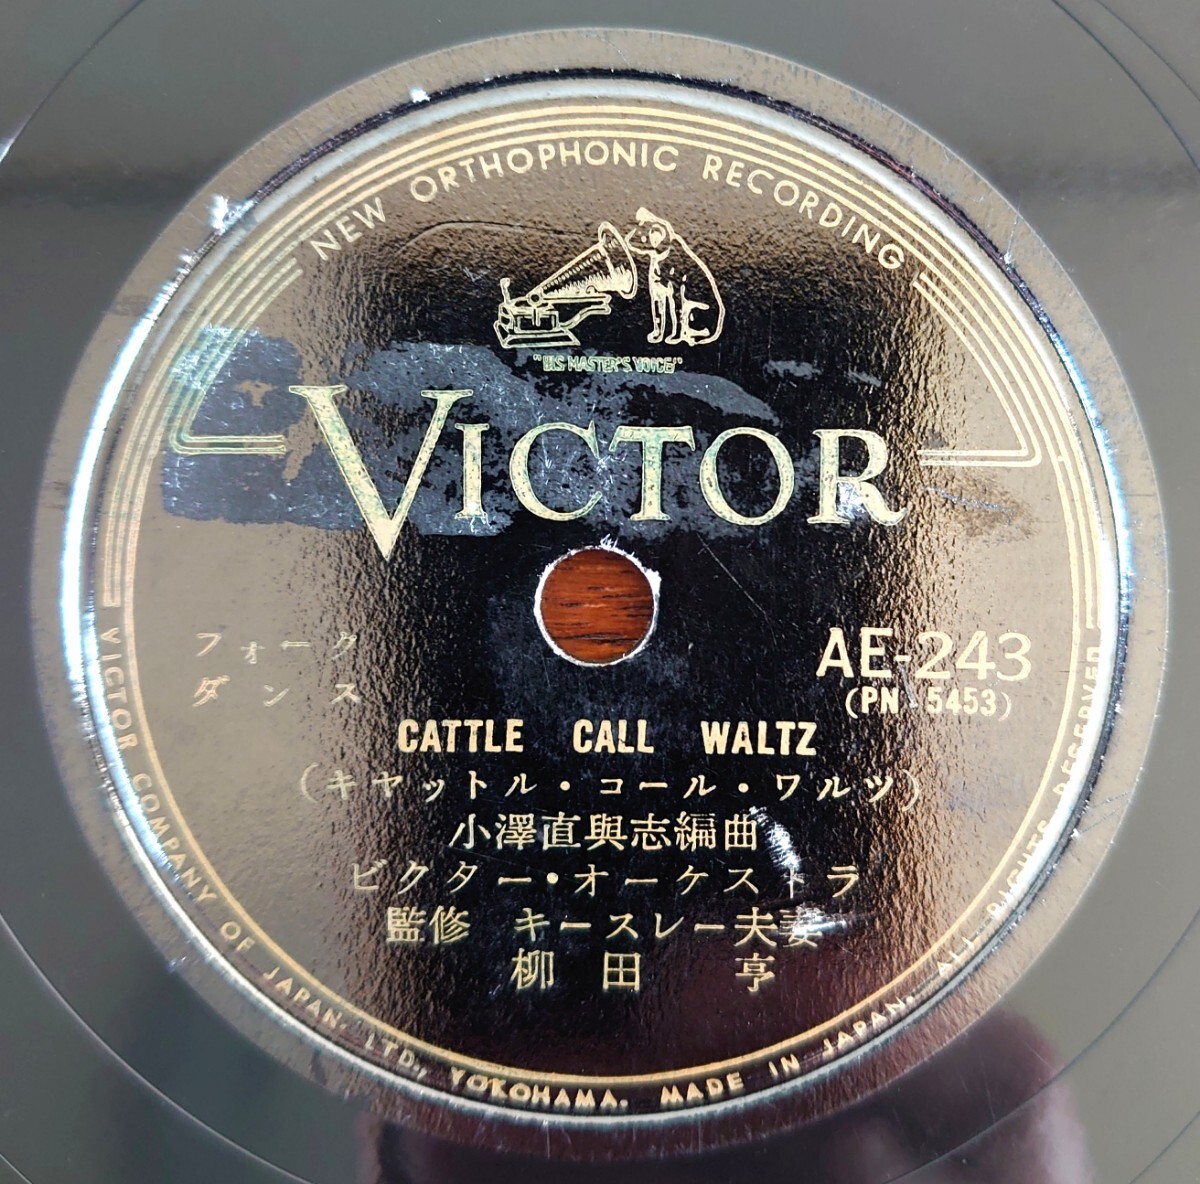 NEW ORTHOPHONIC RECORDING
"HIS MASTER'S VOICE"
VICTOR
フォーク
ダンス
AE-243
(PN 5453)
CATTLE CALL WALTZ
(キヤットル・コール・ワルツ)
小澤直與志編曲
ビクター・オーケストラ
監修 キースレー夫妻
柳田 亨
VICTOR COMPANY OF JAPAN, LTD., YOKOHAMA. MADE IN JAPAN. ALL RIGHTS RESERVED